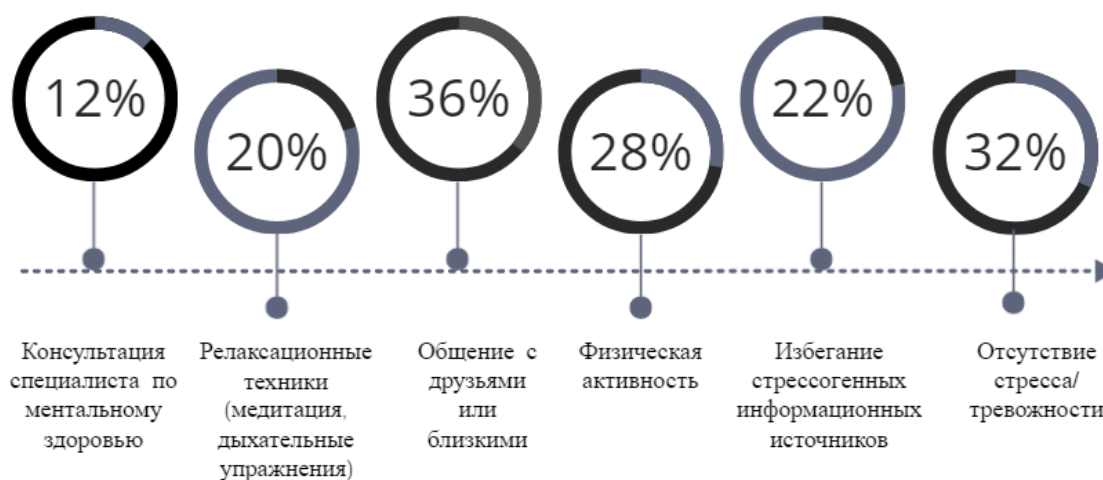 12%
20%
36%
28%
22%
32%
Консультация
специалиста по
ментальному
здоровью
Релаксационные
техники
(медитация,
дыхательные
упражнения)
Общение с
друзьями
или
близкими
Физическая
активность
Избегание
стрессогенных
информационных
источников
Отсутствие
стресса/
тревожности